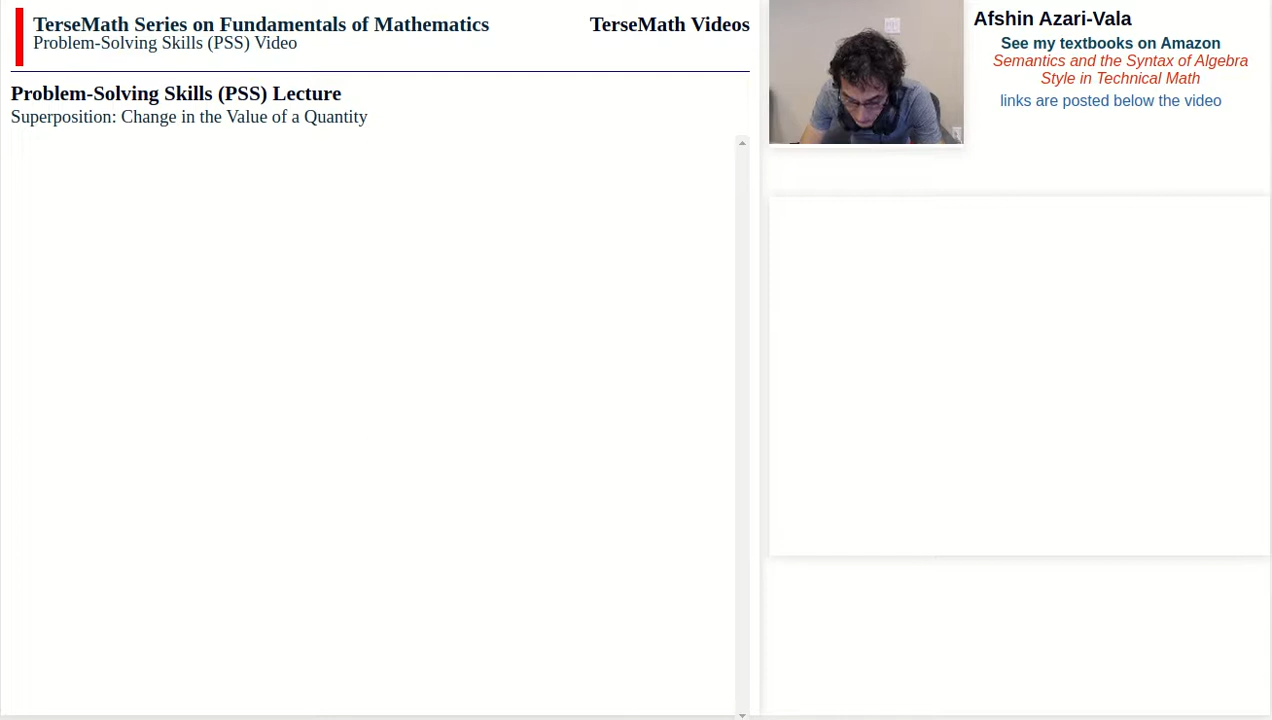 TerseMath Series on Fundamentals of Mathematics
Problem-Solving Skills (PSS) Video
TerseMath Videos
Problem-Solving Skills (PSS) Lecture
Superposition: Change in the Value of a Quantity
Afshin Azari-Vala
See my textbooks on Amazon
Semantics and the Syntax of Algebra
Style in Technical Math
links are posted below the video